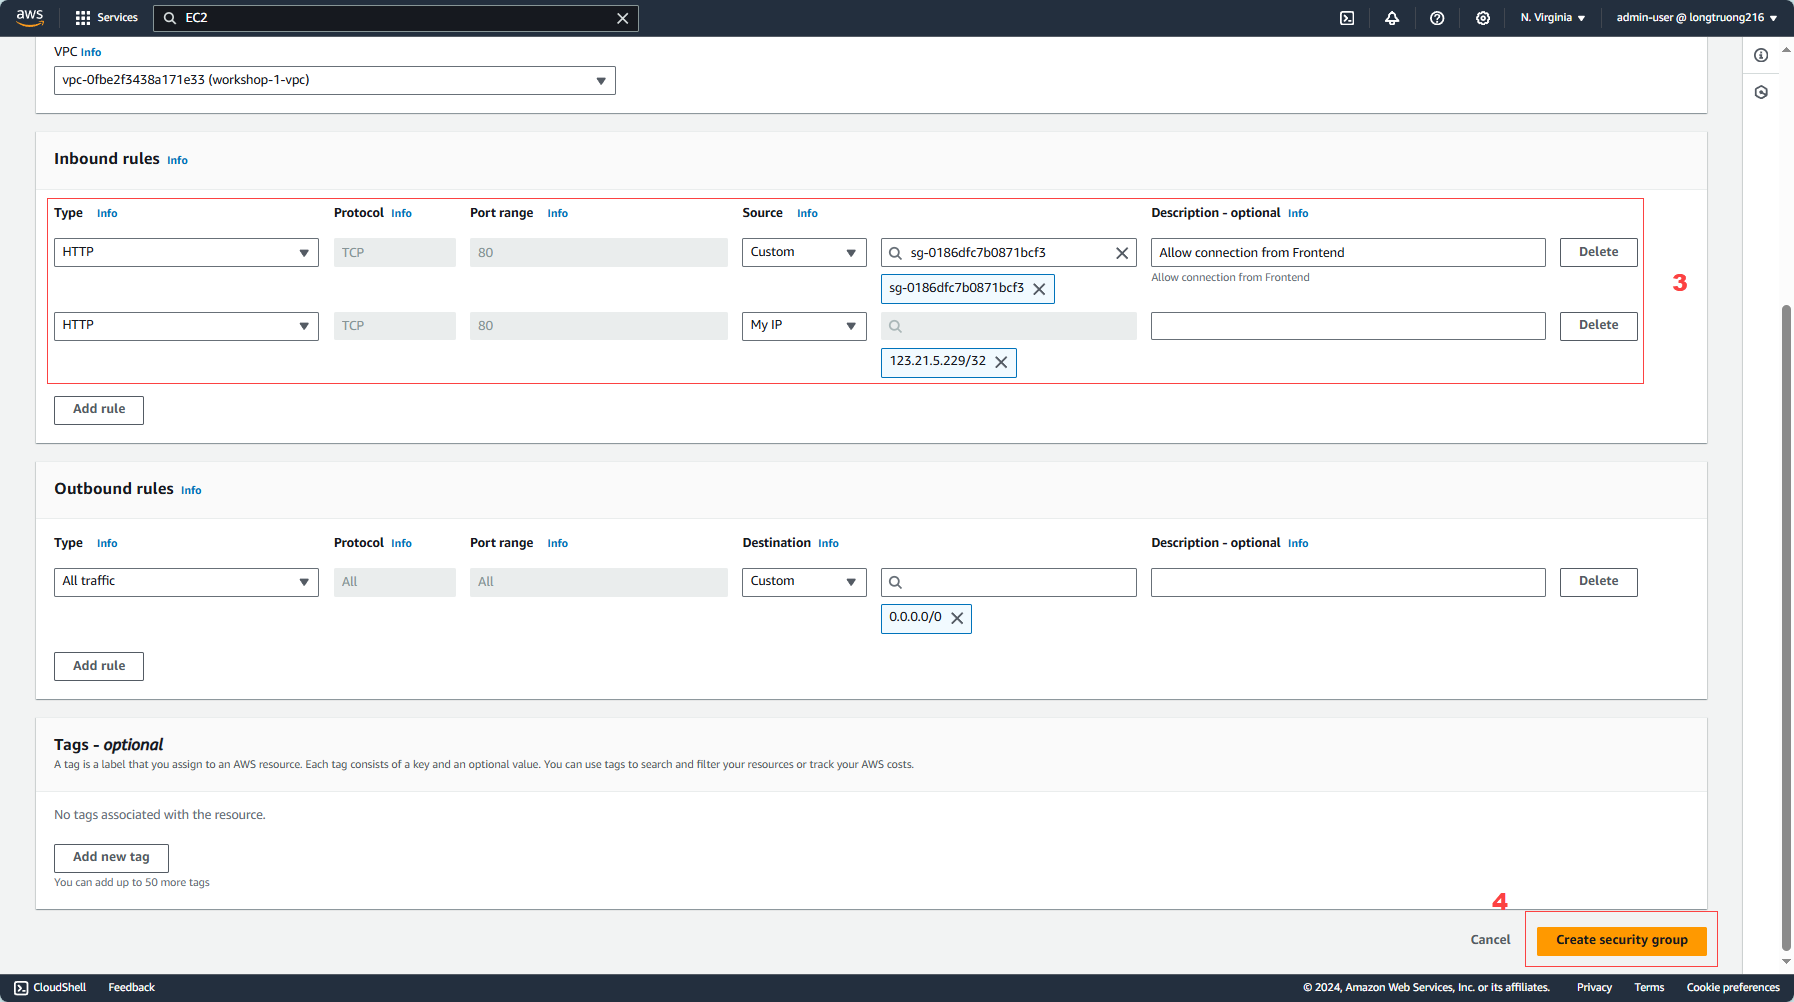 aws Services EC2 N. Virginia admin-user @ longtruong216
VPC Info
vpc-0fbe2f3438a171e33 (workshop-1-vpc)
Inbound rules Info
Type Info Protocol Info Port range Info Source Info Description - optional Info
HTTP TCP 80 Custom sg-0186dfc7b0871bcf3 Allow connection from Frontend Delete
Allow connection from Frontend
3
sg-0186dfc7b0871bcf3
HTTP TCP 80 My IP Delete
123.21.5.229/32
Add rule
Outbound rules Info
Type Info Protocol Info Port range Info Destination Info Description - optional Info
All traffic All All Custom Delete
0.0.0.0/0
Add rule
Tags - optional
A tag is a label that you assign to an AWS resource. Each tag consists of a key and an optional value. You can use tags to search and filter your resources or track your AWS costs.
No tags associated with the resource.
Add new tag
You can add up to 50 more tags
4
Cancel Create security group
CloudShell Feedback © 2024, Amazon Web Services, Inc. or its affiliates. Privacy Terms Cookie preferences